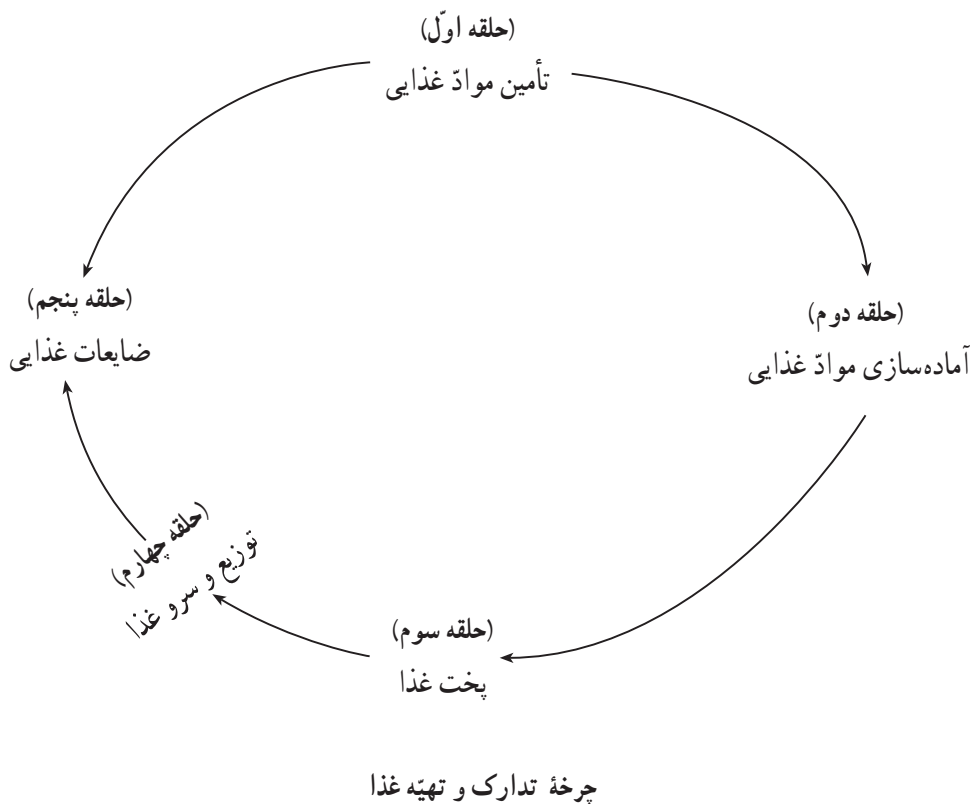 (حلقه اوّل)
تأمین موادّ غذایی
(حلقه دوم)
آماده‌سازی موادّ غذایی
(حلقه سوم)
پخت غذا
(حلقه چهارم)
توزیع و سرو غذا
(حلقه پنجم)
ضایعات غذایی
چرخهٔ تدارک و تهیّه غذا